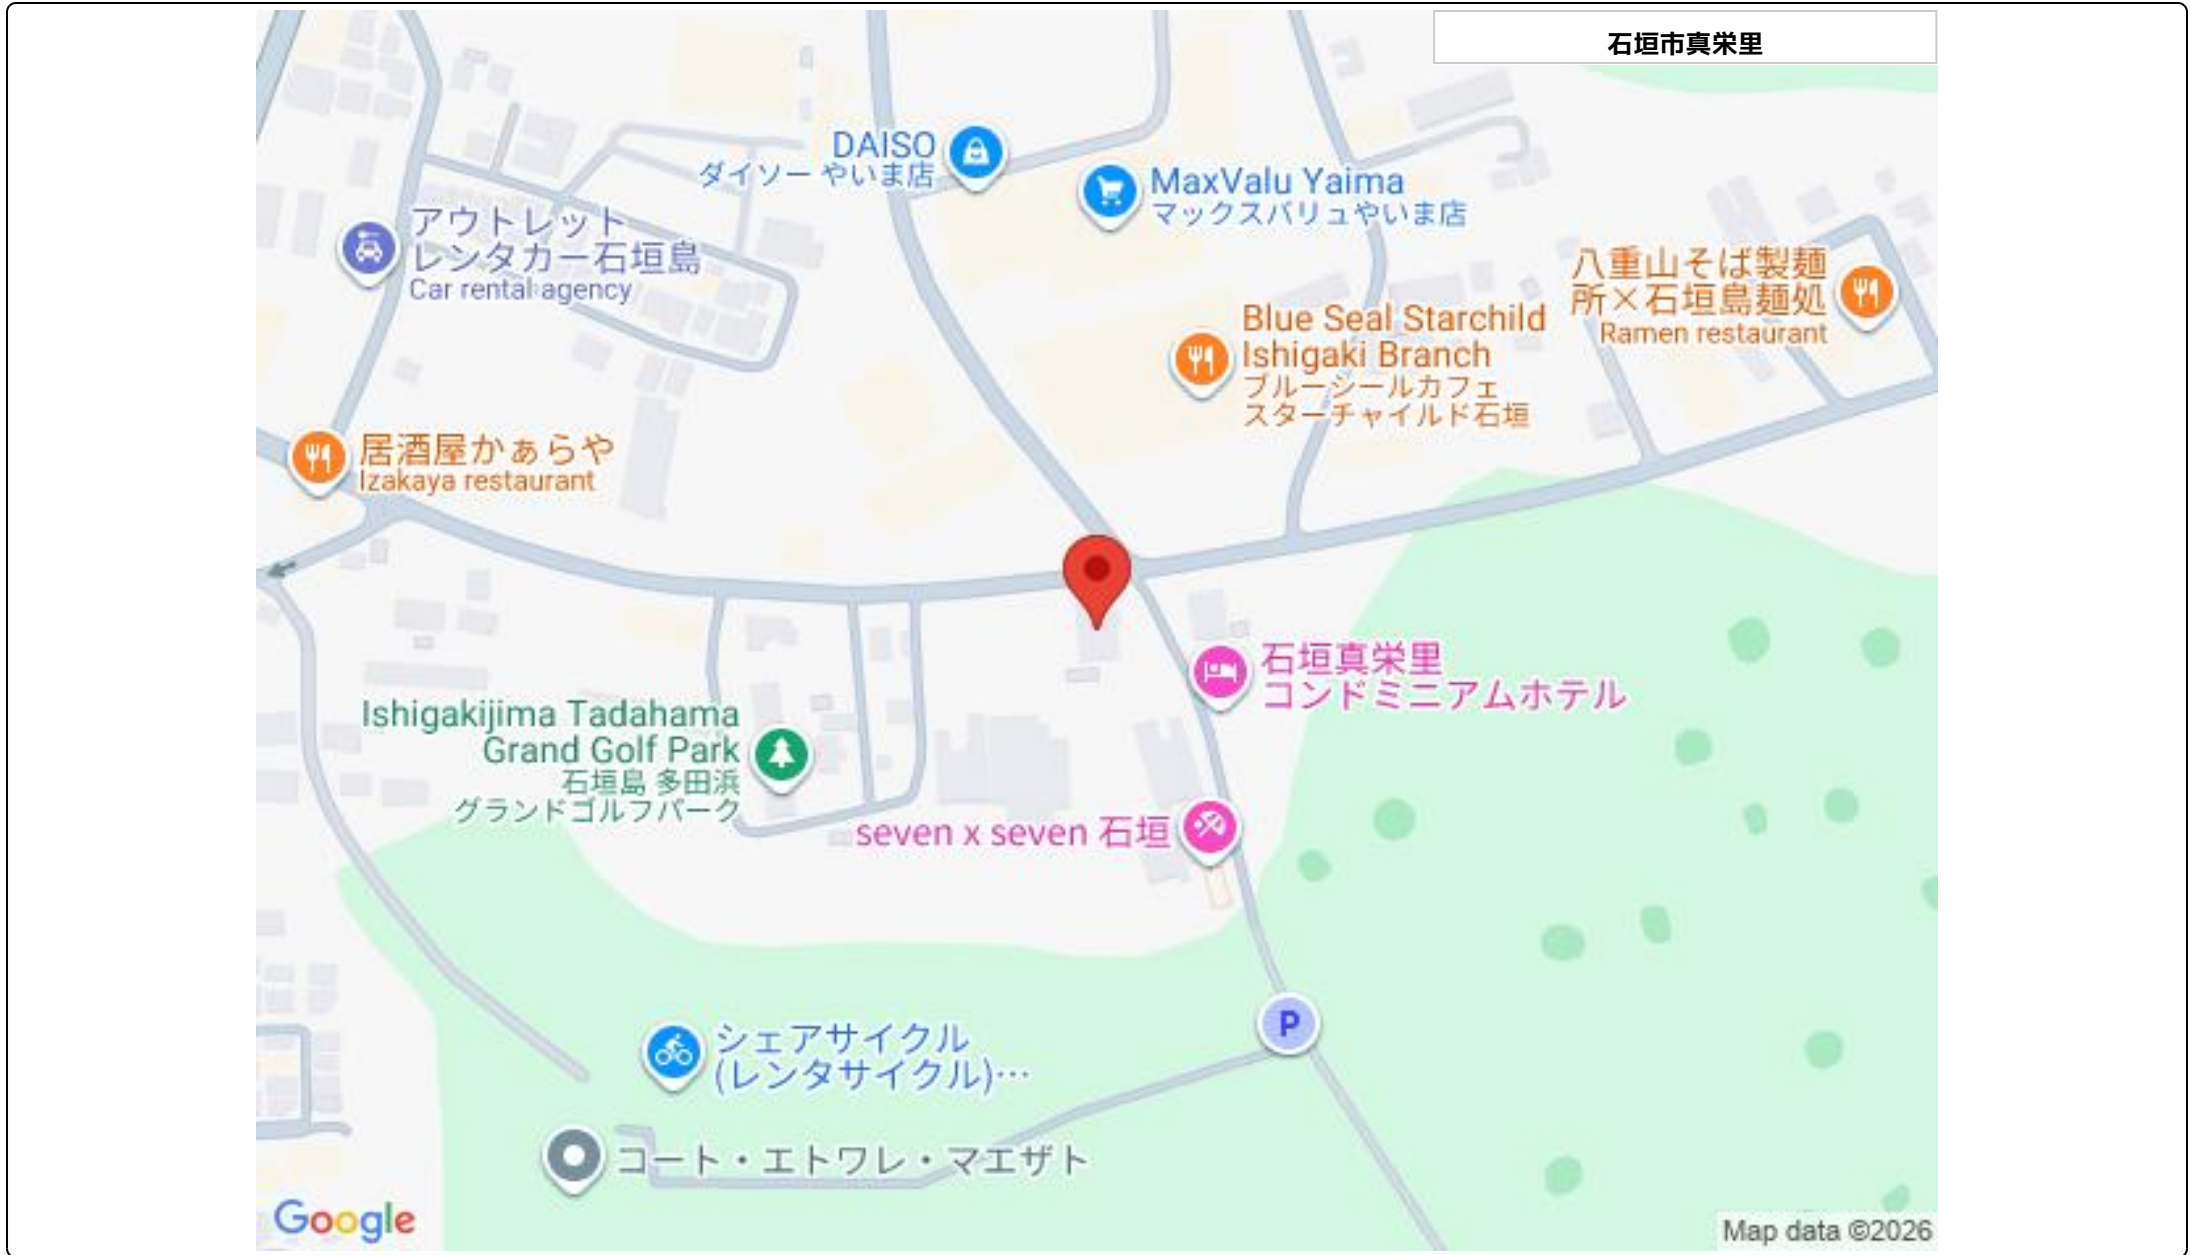 石垣市真栄里
DAISO
ダイソー やいま店
MaxValu Yaima
マックスバリュやいま店
アウトレット
レンタカー石垣島
Car rental agency
八重山そば製麺
所×石垣島麺処
Ramen restaurant
Blue Seal Starchild
Ishigaki Branch
ブルーシールカフェ
スターチャイルド石垣
居酒屋かぁらや
Izakaya restaurant
石垣真栄里
コンドミニアムホテル
Ishigakijima Tadahama
Grand Golf Park
石垣島 多田浜
グランドゴルフパーク
seven x seven 石垣
P
シェアサイクル
(レンタサイクル)…
コート・エトワレ・マエザト
Google
Map data ©2026